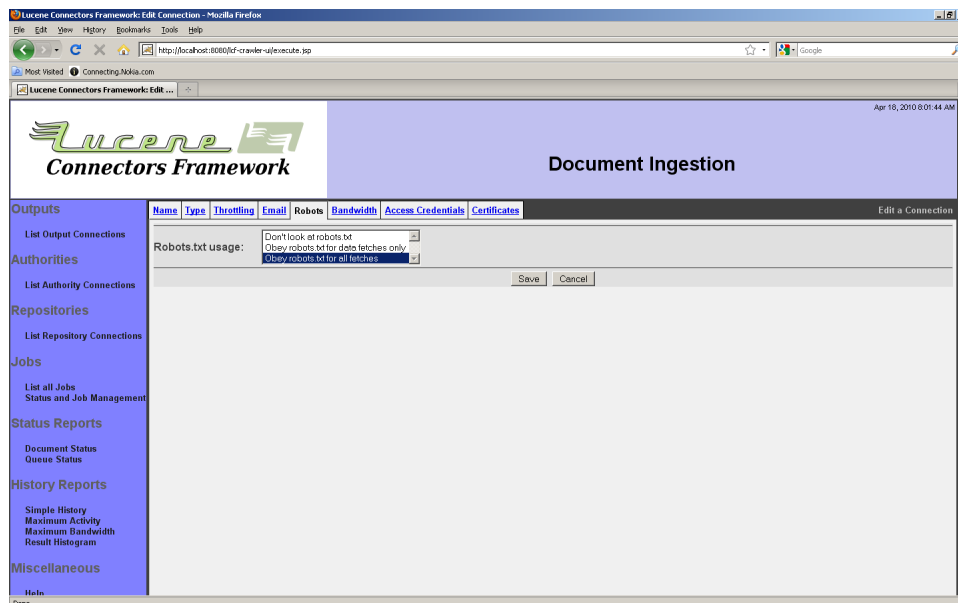 Lucene Connectors Framework: Edit Connection - Mozilla Firefox
File Edit View History Bookmarks Tools Help
http://localhost:8080/lcf-crawler-ui/execute.jsp
Google
Most Visited Connecting.Nokia.com
Lucene Connectors Framework: Edit ...
Apr 18, 2010 8:01:44 AM
Lucene
Connectors Framework
Document Ingestion
Outputs
Name Type Throttling Email Robots Bandwidth Access Credentials Certificates
Edit a Connection
List Output Connections
Authorities
List Authority Connections
Repositories
List Repository Connections
Jobs
List all Jobs
Status and Job Management
Status Reports
Document Status
Queue Status
History Reports
Simple History
Maximum Activity
Maximum Bandwidth
Result Histogram
Miscellaneous
Help
Robots.txt usage:
Don't look at robots.txt
Obey robots.txt for data fetches only
Obey robots.txt for all fetches
Save Cancel